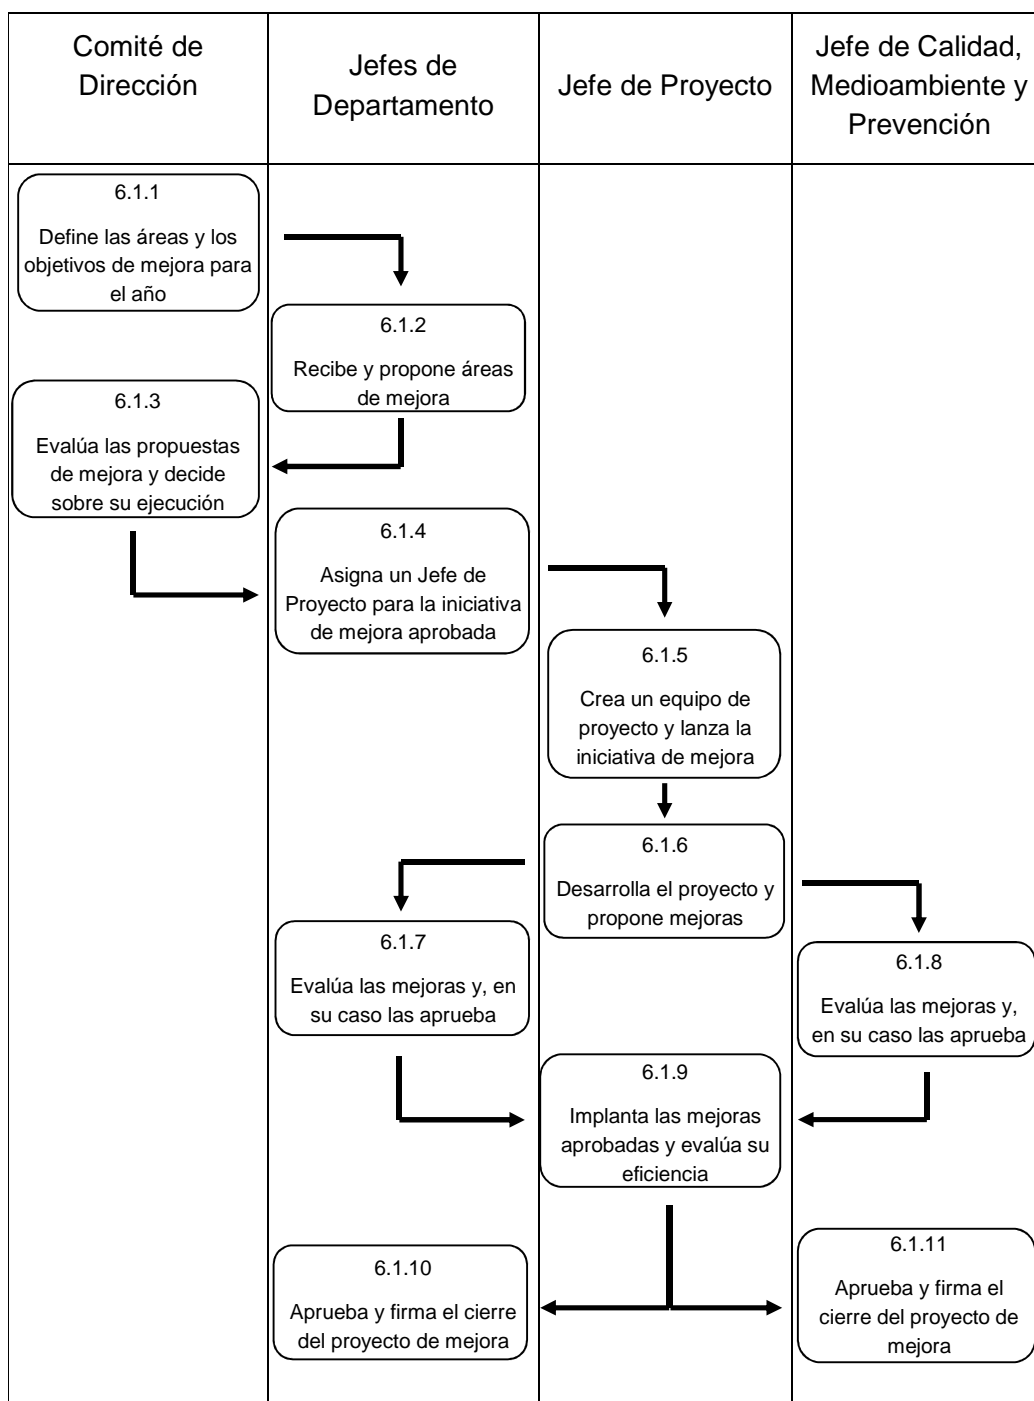 Comité de
Dirección
Jefes de
Departamento
Jefe de Proyecto
Jefe de Calidad,
Medioambiente y
Prevención
6.1.1
Define las áreas y los
objetivos de mejora para
el año
6.1.2
Recibe y propone áreas
de mejora
6.1.3
Evalúa las propuestas
de mejora y decide
sobre su ejecución
6.1.4
Asigna un Jefe de
Proyecto para la iniciativa
de mejora aprobada
6.1.5
Crea un equipo de
proyecto y lanza la
iniciativa de mejora
6.1.6
Desarrolla el proyecto y
propone mejoras
6.1.7
Evalúa las mejoras y, en
su caso las aprueba
6.1.8
Evalúa las mejoras y,
en su caso las aprueba
6.1.9
Implanta las mejoras
aprobadas y evalúa su
eficiencia
6.1.10
Aprueba y firma el cierre
del proyecto de mejora
6.1.11
Aprueba y firma el
cierre del proyecto de
mejora